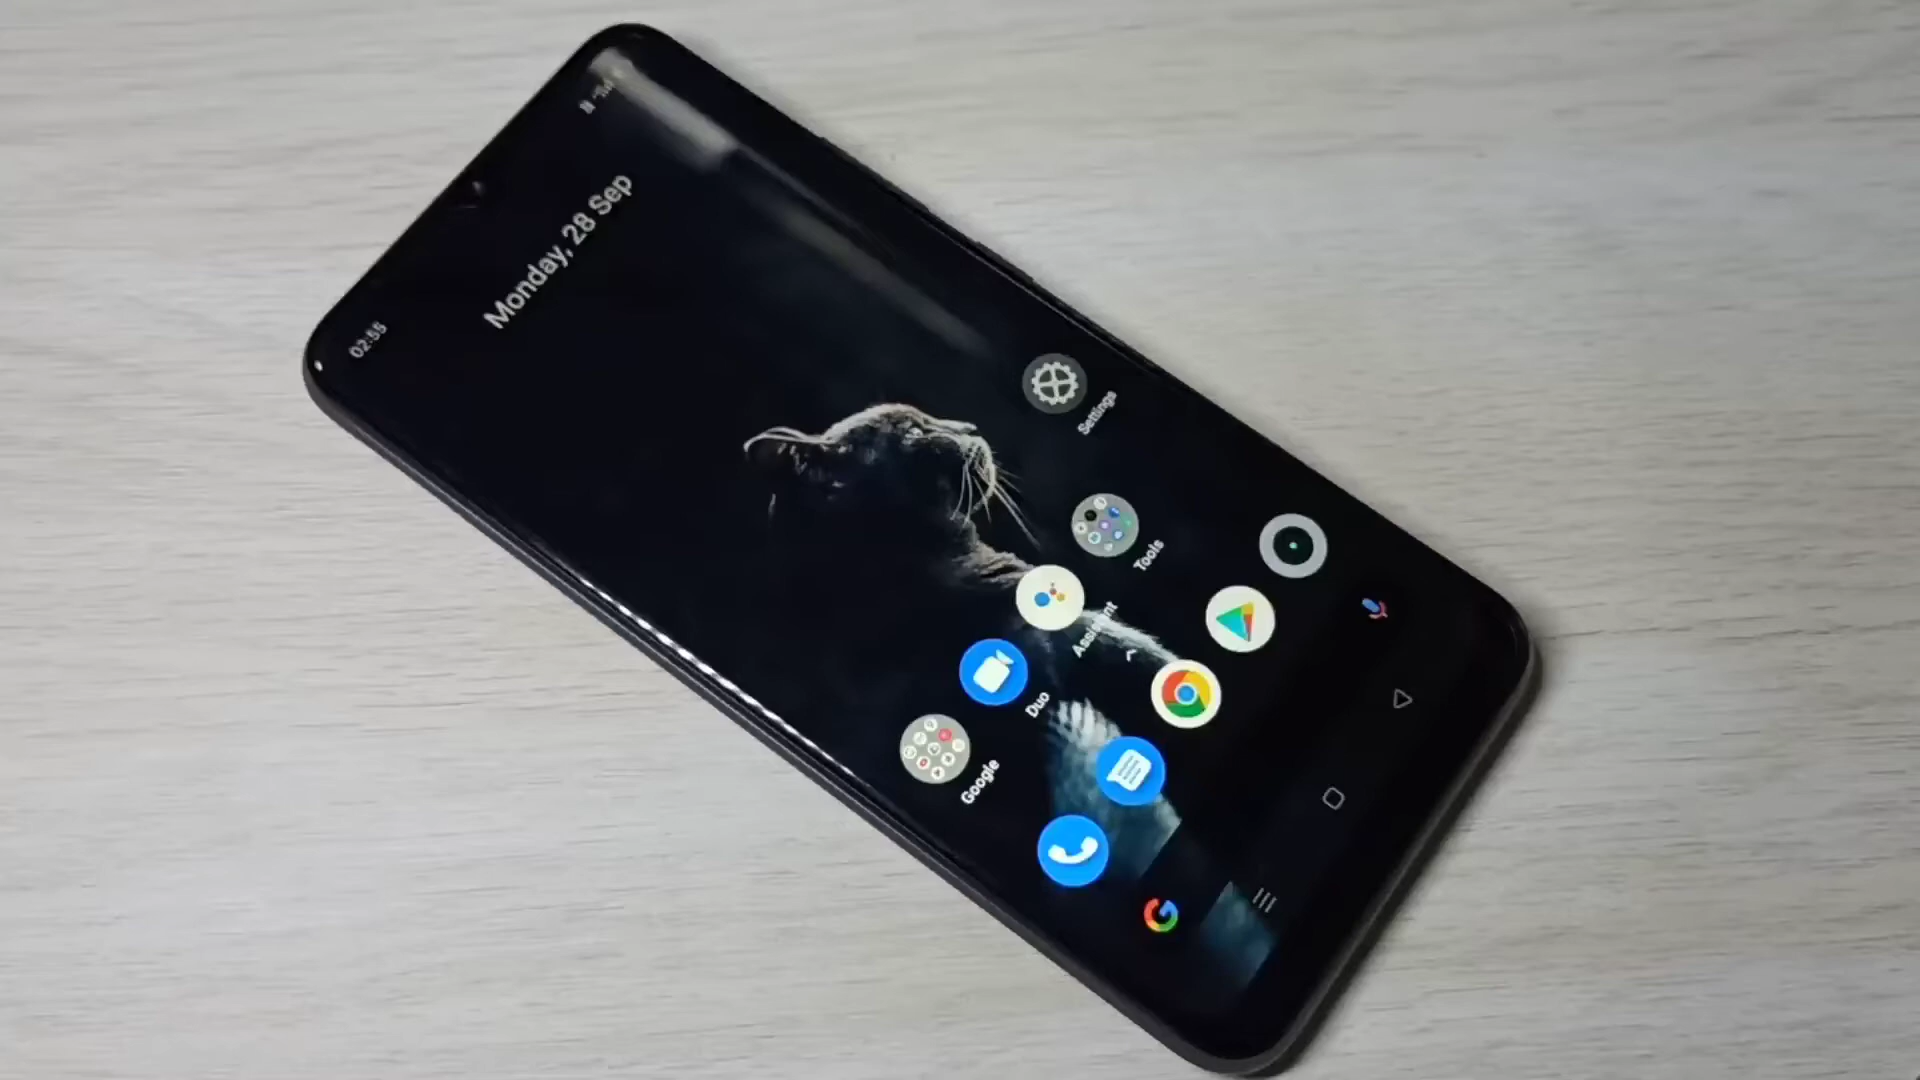 02:55
Monday, 28 Sep
Settings
Google
Duo
Assistant
Tools